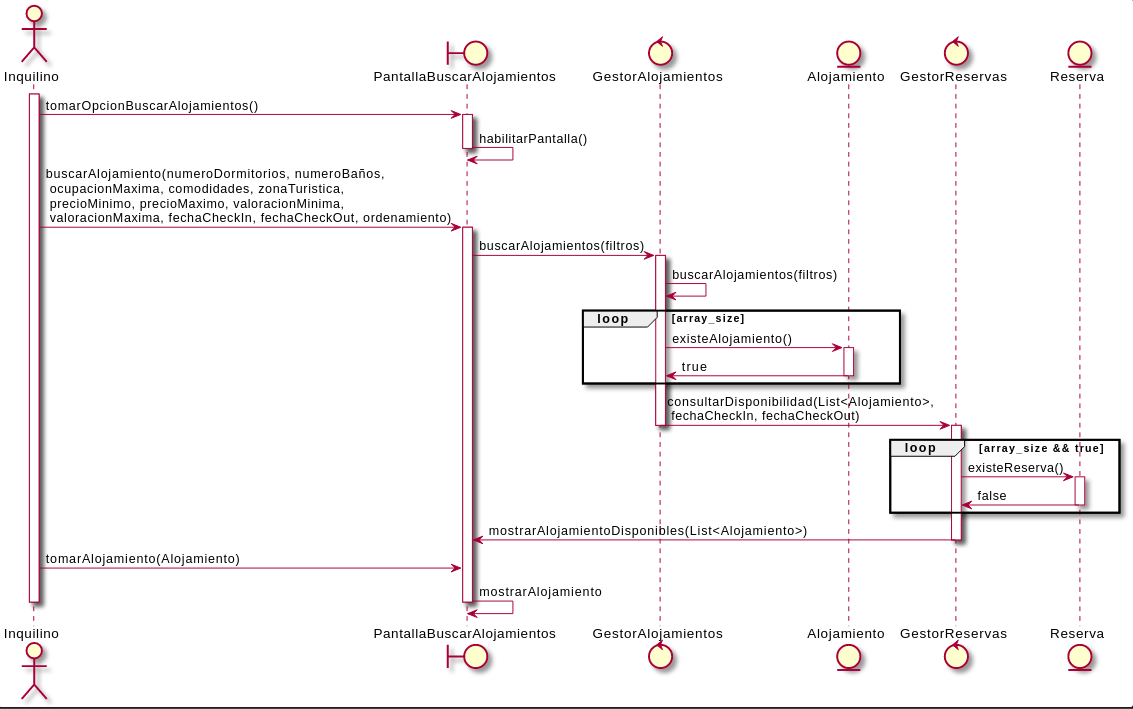 Inquilino
PantallaBuscarAlojamientos
GestorAlojamientos
Alojamiento
GestorReservas
Reserva
tomarOpcionBuscarAlojamientos()
habilitarPantalla()
buscarAlojamiento(numeroDormitorios, numeroBaños,
ocupacionMaxima, comodidades, zonaTuristica,
precioMinimo, precioMaximo, valoracionMinima,
valoracionMaxima, fechaCheckIn, fechaCheckOut, ordenamiento)
buscarAlojamientos(filtros)
buscarAlojamientos(filtros)
loop
[array_size]
existeAlojamiento()
true
consultarDisponibilidad(List<Alojamiento>,
fechaCheckIn, fechaCheckOut)
loop
[array_size && true]
existeReserva()
false
mostrarAlojamientoDisponibles(List<Alojamiento>)
tomarAlojamiento(Alojamiento)
mostrarAlojamiento
Inquilino
PantallaBuscarAlojamientos
GestorAlojamientos
Alojamiento
GestorReservas
Reserva